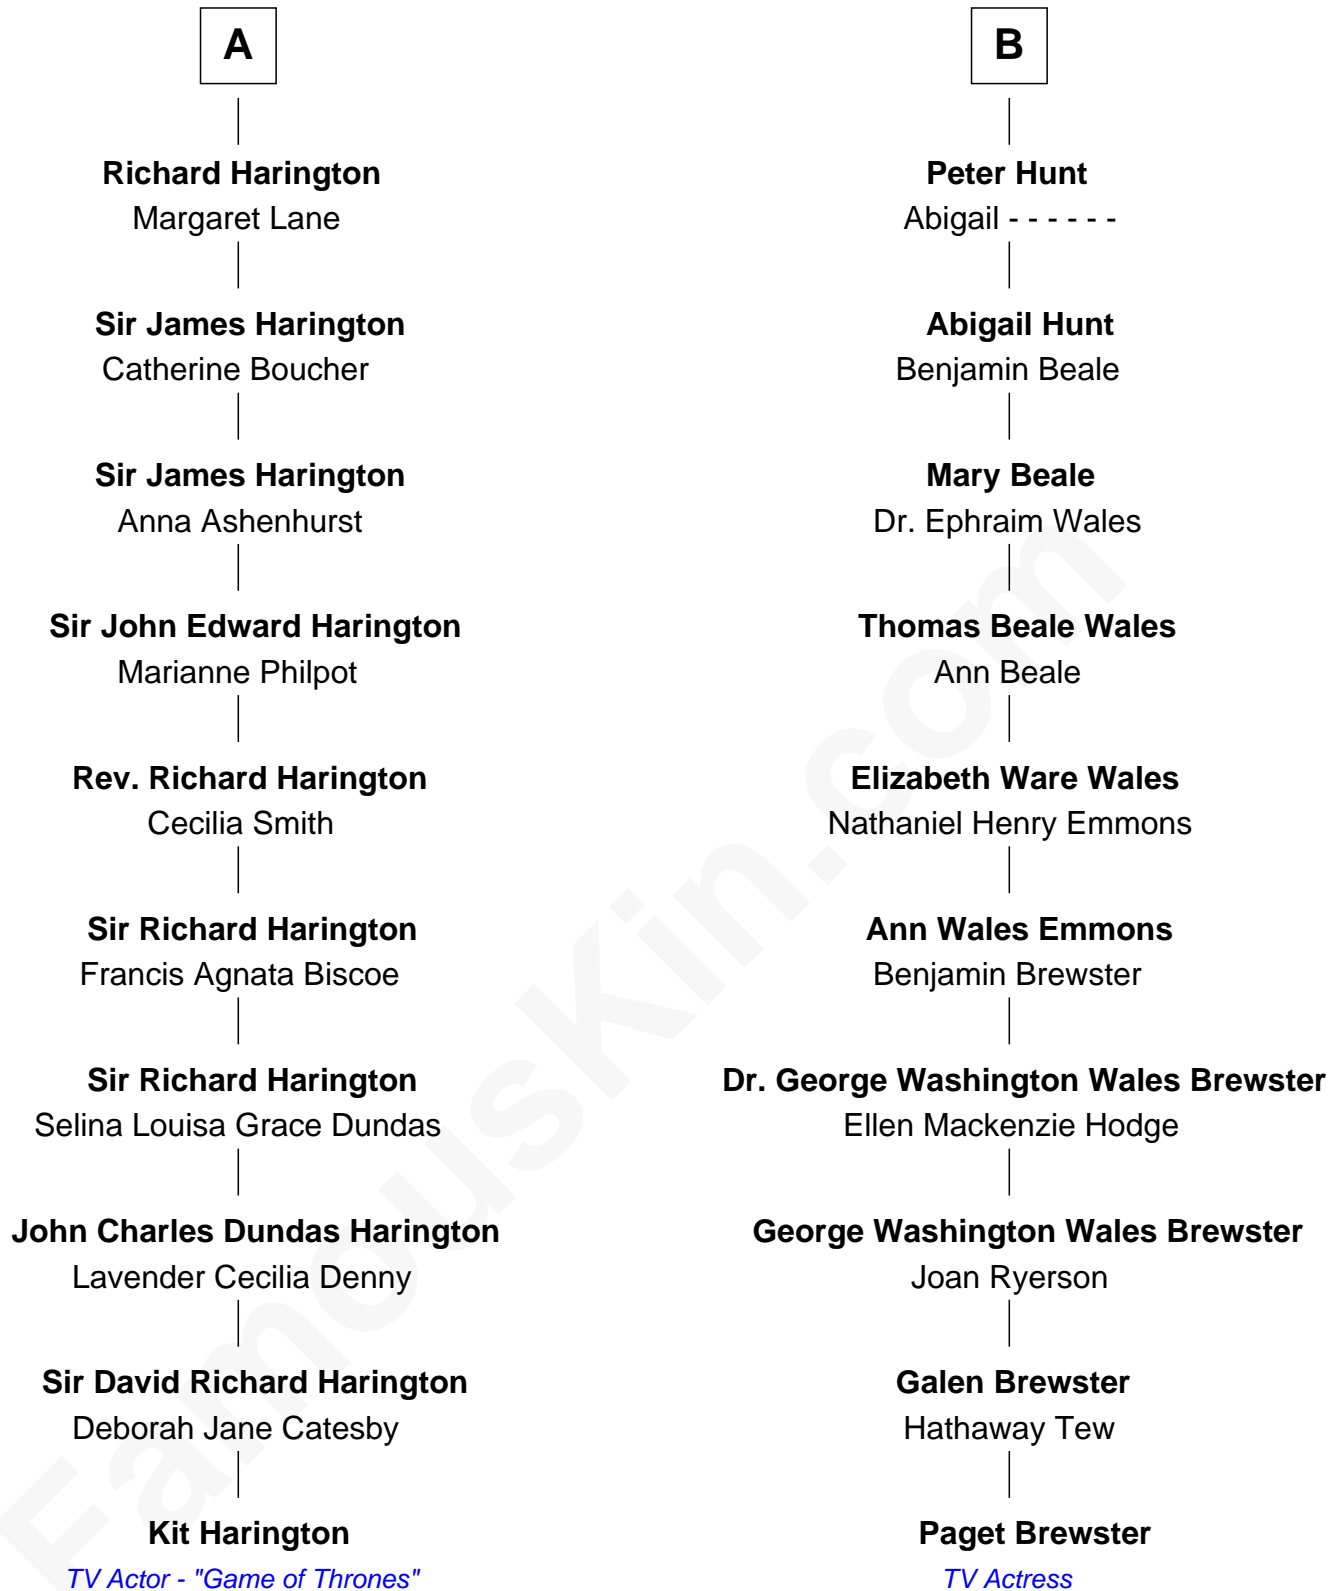 A
Richard Harington
Margaret Lane
Sir James Harington
Catherine Boucher
Sir James Harington
Anna Ashenhurst
Sir John Edward Harington
Marianne Philpot
Rev. Richard Harington
Cecilia Smith
Sir Richard Harington
Francis Agnata Biscoe
Sir Richard Harington
Selina Louisa Grace Dundas
John Charles Dundas Harington
Lavender Cecilia Denny
Sir David Richard Harington
Deborah Jane Catesby
Kit Harington
TV Actor - "Game of Thrones"
B
Peter Hunt
Abigail - - - - - -
Abigail Hunt
Benjamin Beale
Mary Beale
Dr. Ephraim Wales
Thomas Beale Wales
Ann Beale
Elizabeth Ware Wales
Nathaniel Henry Emmons
Ann Wales Emmons
Benjamin Brewster
Dr. George Washington Wales Brewster
Ellen Mackenzie Hodge
George Washington Wales Brewster
Joan Ryerson
Galen Brewster
Hathaway Tew
Paget Brewster
TV Actress
FamousKin.com